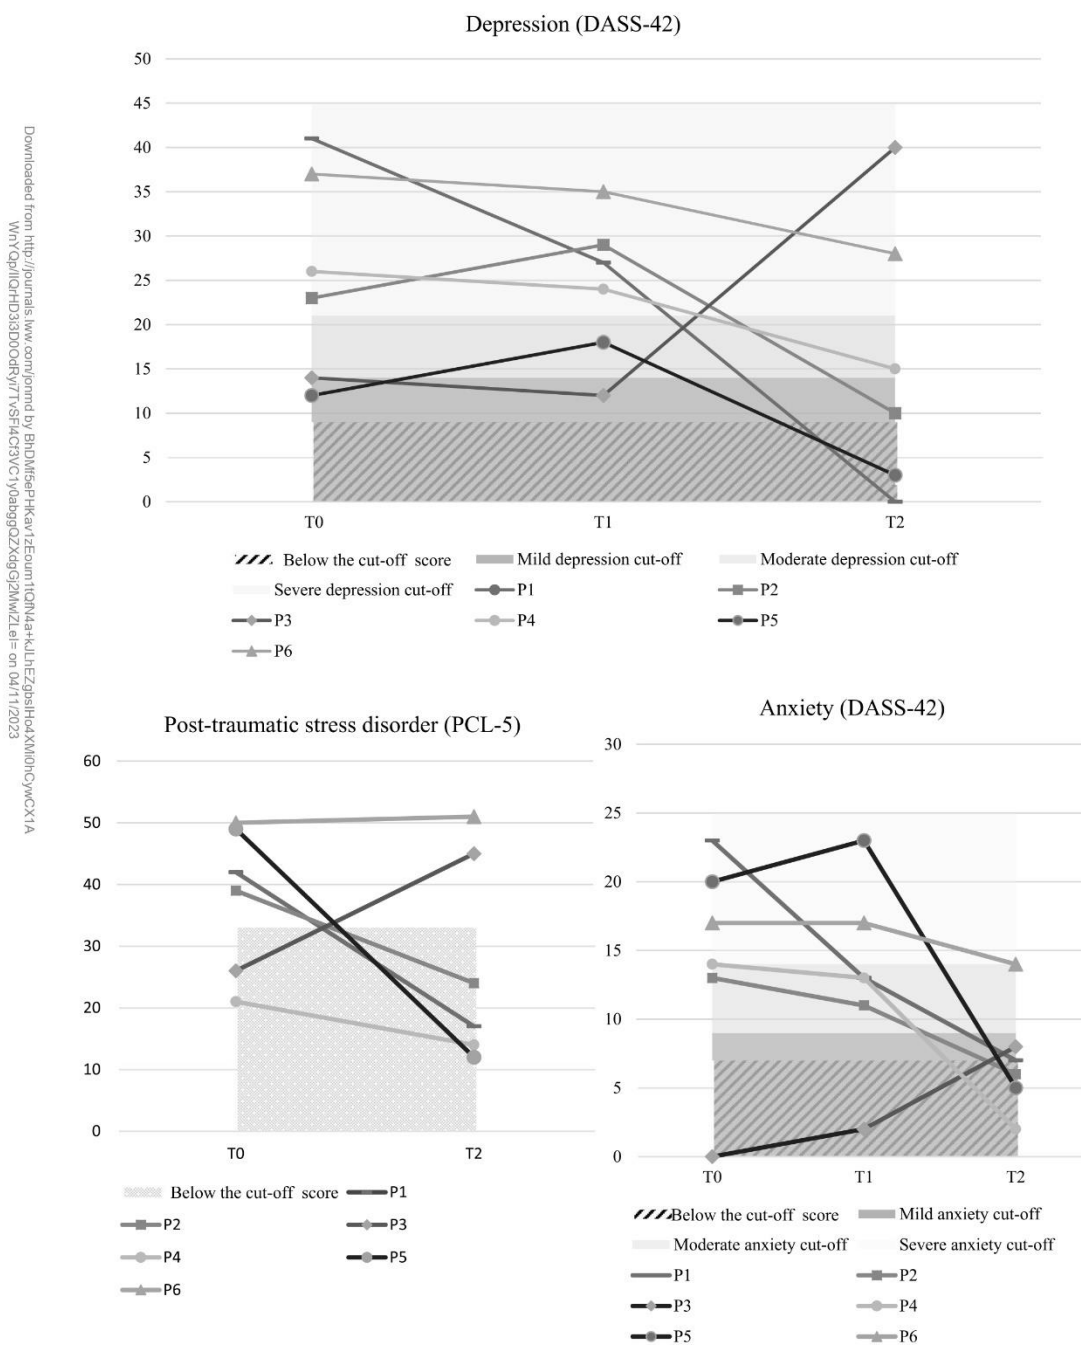 Depression (DASS-42)
50
45
40
35
30
25
20
15
10
5
0
T0 T1 T2
Below the cut-off score Mild depression cut-off Moderate depression cut-off
Severe depression cut-off P1 P2
P3 P4 P5
P6
Post-traumatic stress disorder (PCL-5)
60
50
40
30
20
10
0
T0 T2
Below the cut-off score P1
P2 P3
P4 P5
P6
Anxiety (DASS-42)
30
25
20
15
10
5
0
T0 T1 T2
Below the cut-off score Mild anxiety cut-off
Moderate anxiety cut-off Severe anxiety cut-off
P1 P2
P3 P4
P5 P6
Downloaded from http://journals.lww.com/jonmd by
on 04/11/2023